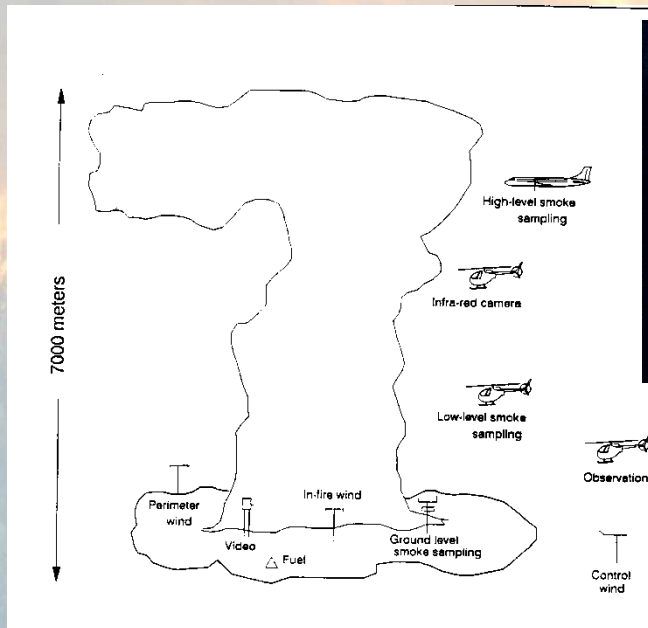 7000 meters
High-level smoke
sampling
Infra-red camera
Low-level smoke
sampling
Observation
Perimeter
wind
In-fire wind
Video
Ground level
smoke sampling
Fuel
Control
wind